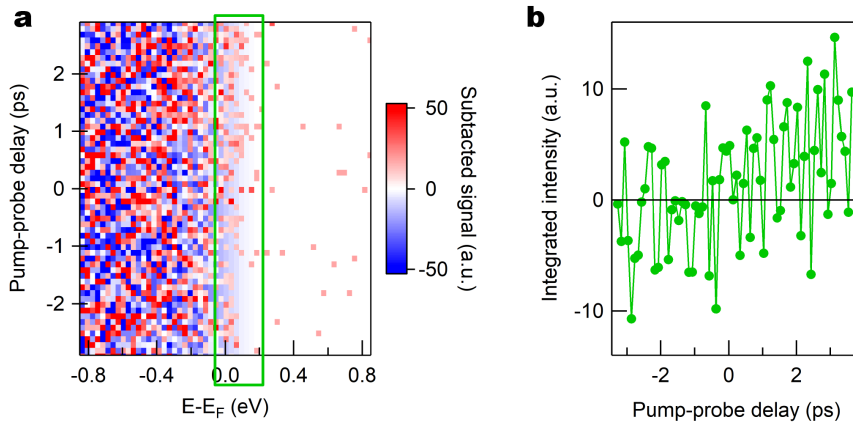 a
Pump-probe delay (ps)
2
1
0
-1
-2
-0.8
-0.4
0.0
0.4
0.8
E-EF (eV)
50
0
-50
Subtacted signal (a.u.)
b
Integrated intensity (a.u.)
10
0
-10
-2
0
2
Pump-probe delay (ps)